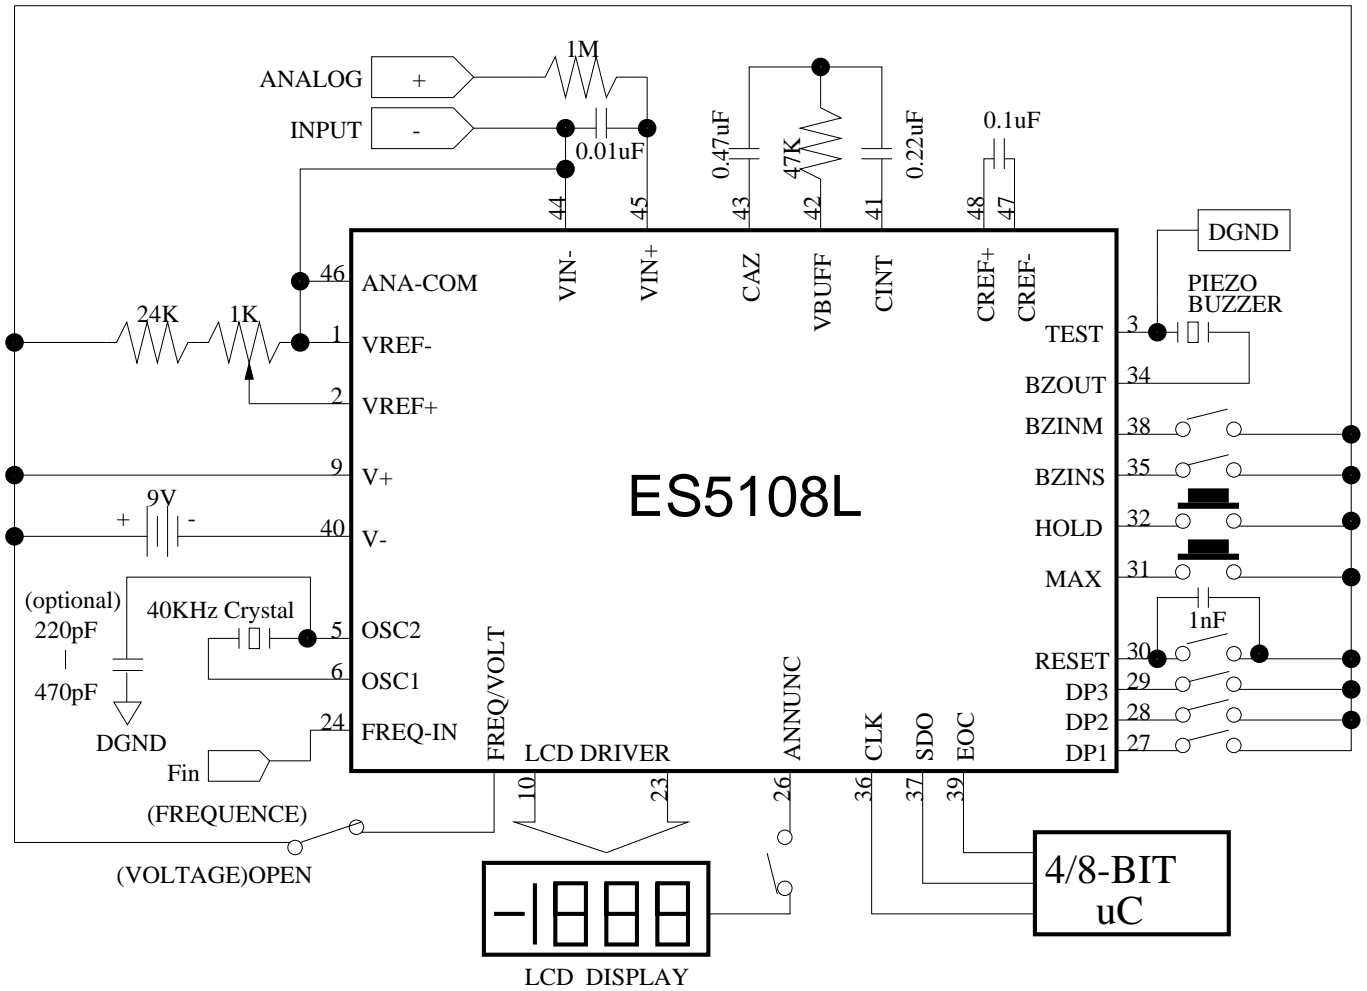 1M
ANALOG
+
INPUT
-
0.01uF
0.47uF
47K
0.22uF
0.1uF
44
45
43
42
41
48
47
DGND
VIN-
VIN+
CAZ
VBUFF
CINT
CREF+
CREF-
46
ANA-COM
PIEZO
BUZZER
24K
1K
1
VREF-
TEST
3
2
VREF+
BZOUT
34
BZINM
38
9
V+
BZINS
35
ES5108L
9V
+
-
40
V-
HOLD
32
MAX
31
(optional)
220pF
|
470pF
40KHz Crystal
5
OSC2
1nF
6
OSC1
RESET
30
DP3
29
DGND
24
FREQ-IN
DP2
28
DP1
27
FREQ/VOLT
LCD DRIVER
ANNUNC
CLK
SDO
EOC
Fin
10
23
26
36
37
39
(FREQUENCE)
(VOLTAGE)OPEN
4/8-BIT
uC
-1888
LCD DISPLAY